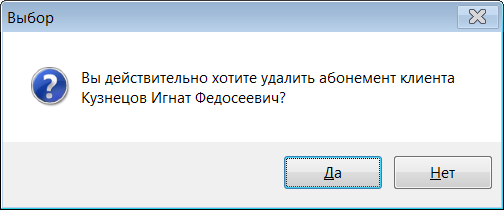 Выбор
Вы действительно хотите удалить абонемент клиента
Кузнецов Игнат Федосеевич?
Да
Нет